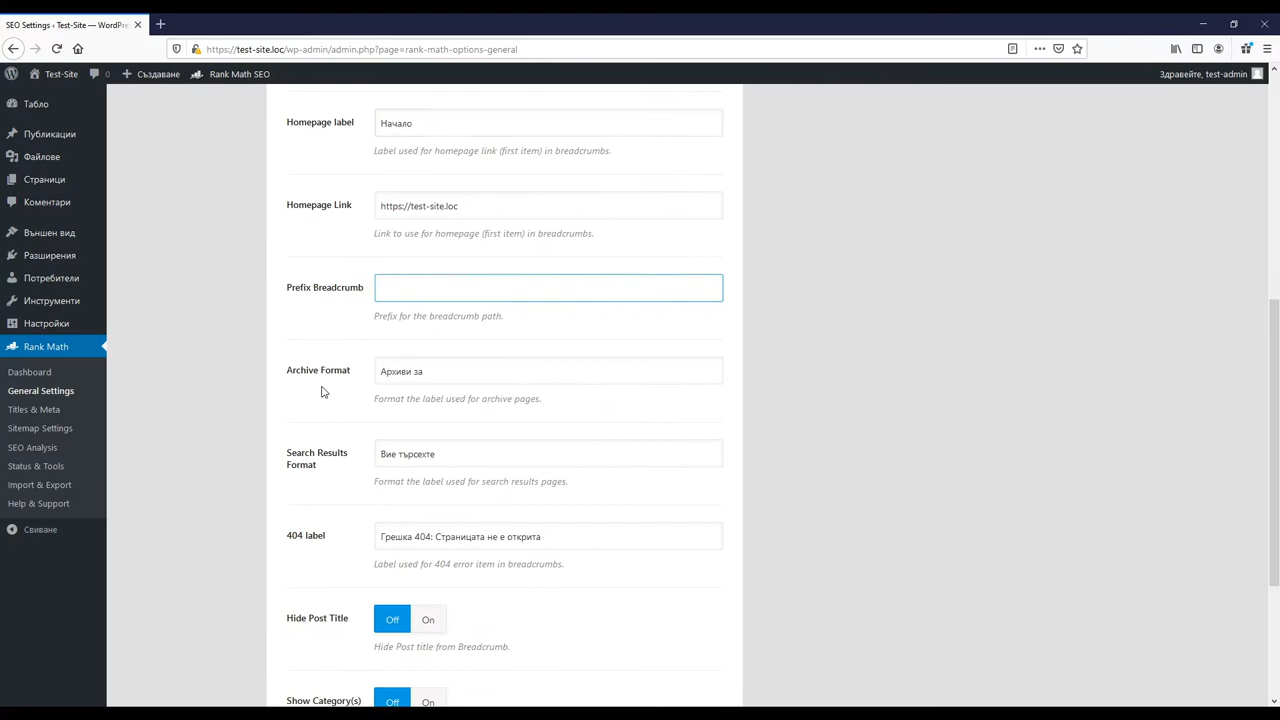 SEO Settings ‹ Test-Site — WordPre
https://test-site.loc/wp-admin/admin.php?page=rank-math-options-general
Test-Site
0
Създаване
Rank Math SEO
Здравейте, test-admin
Табло
Публикации
Файлове
Страници
Коментари
Външен вид
Разширения
Потребители
Инструменти
Настройки
Rank Math
Dashboard
General Settings
Titles & Meta
Sitemap Settings
SEO Analysis
Status & Tools
Import & Export
Help & Support
Свиване
Homepage label
Начало
Label used for homepage link (first item) in breadcrumbs.
Homepage Link
https://test-site.loc
Link to use for homepage (first item) in breadcrumbs.
Prefix Breadcrumb
Prefix for the breadcrumb path.
Archive Format
Архиви за
Format the label used for archive pages.
Search Results
Format
Вие търсехте
Format the label used for search results pages.
404 label
Грешка 404: Страницата не е открита
Label used for 404 error item in breadcrumbs.
Hide Post Title
Off
On
Hide Post title from Breadcrumb.
Show Category(s)
Off
On